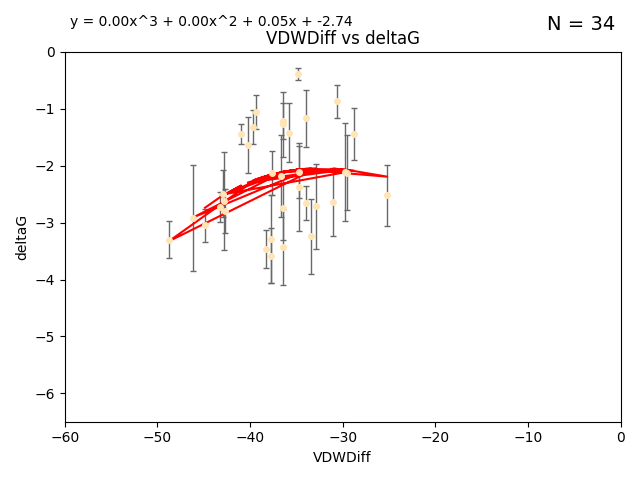 y = 0.00x^3 + 0.00x^2 + 0.05x + -2.74
N = 34
VDWDiff vs deltaG
0
−1
−2
−3
−4
−5
−6
deltaG
−60
−50
−40
−30
−20
−10
0
VDWDiff